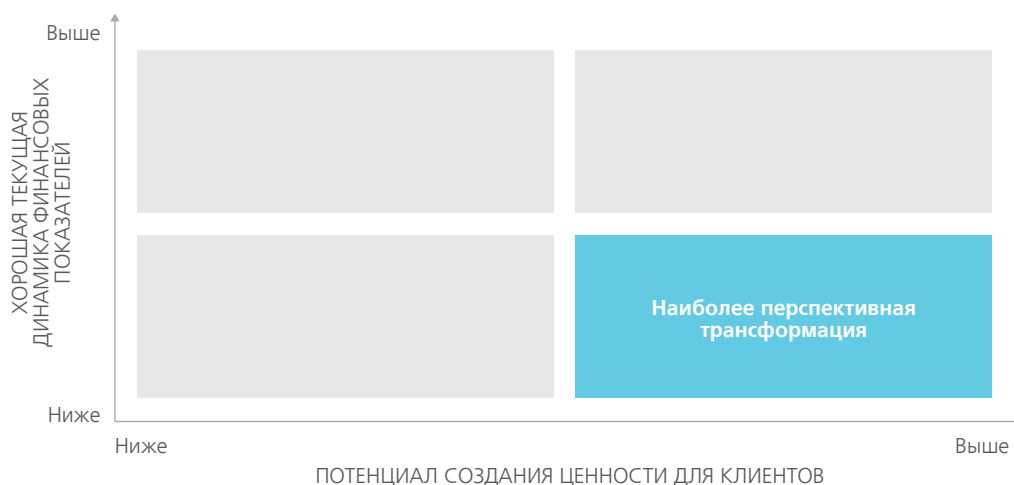 Выше
ХОРОШАЯ ТЕКУЩАЯ
ДИНАМИКА ФИНАНСОВЫХ
ПОКАЗАТЕЛЕЙ
Наиболее перспективная
трансформация
Ниже
Ниже
Выше
ПОТЕНЦИАЛ СОЗДАНИЯ ЦЕННОСТИ ДЛЯ КЛИЕНТОВ